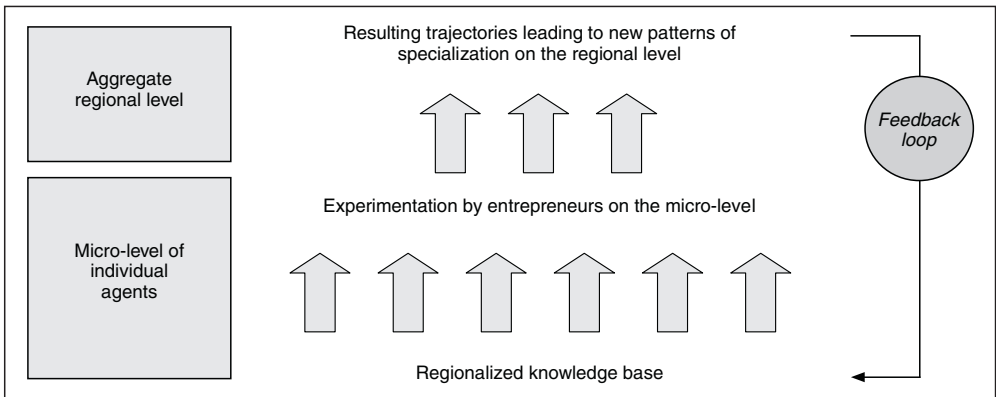 Aggregate
regional level
Resulting trajectories leading to new patterns of
specialization on the regional level
Feedback
loop
Experimentation by entrepreneurs on the micro-level
Micro-level of
individual
agents
Regionalized knowledge base